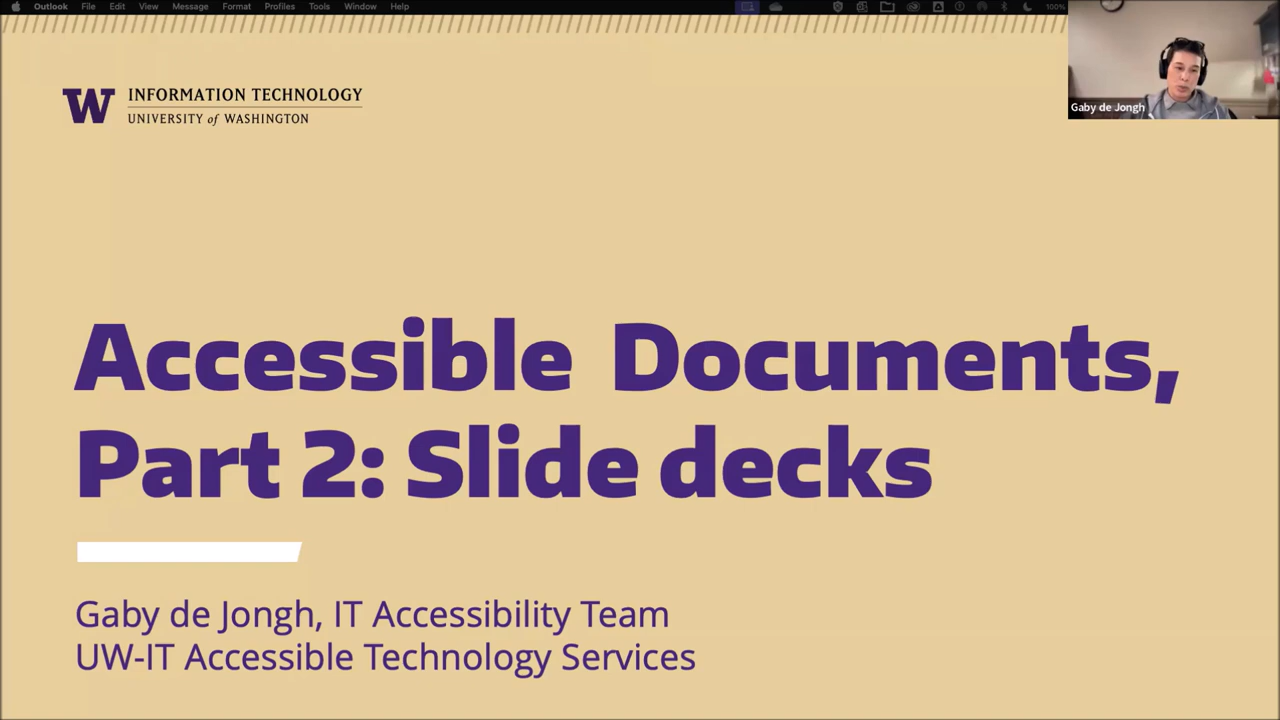 Outlook File Edit View Message Format Profiles Tools Window Help 100%
Gaby de Jongh
W INFORMATION TECHNOLOGY
UNIVERSITY of WASHINGTON
Accessible Documents,
Part 2: Slide decks
Gaby de Jongh, IT Accessibility Team
UW-IT Accessible Technology Services